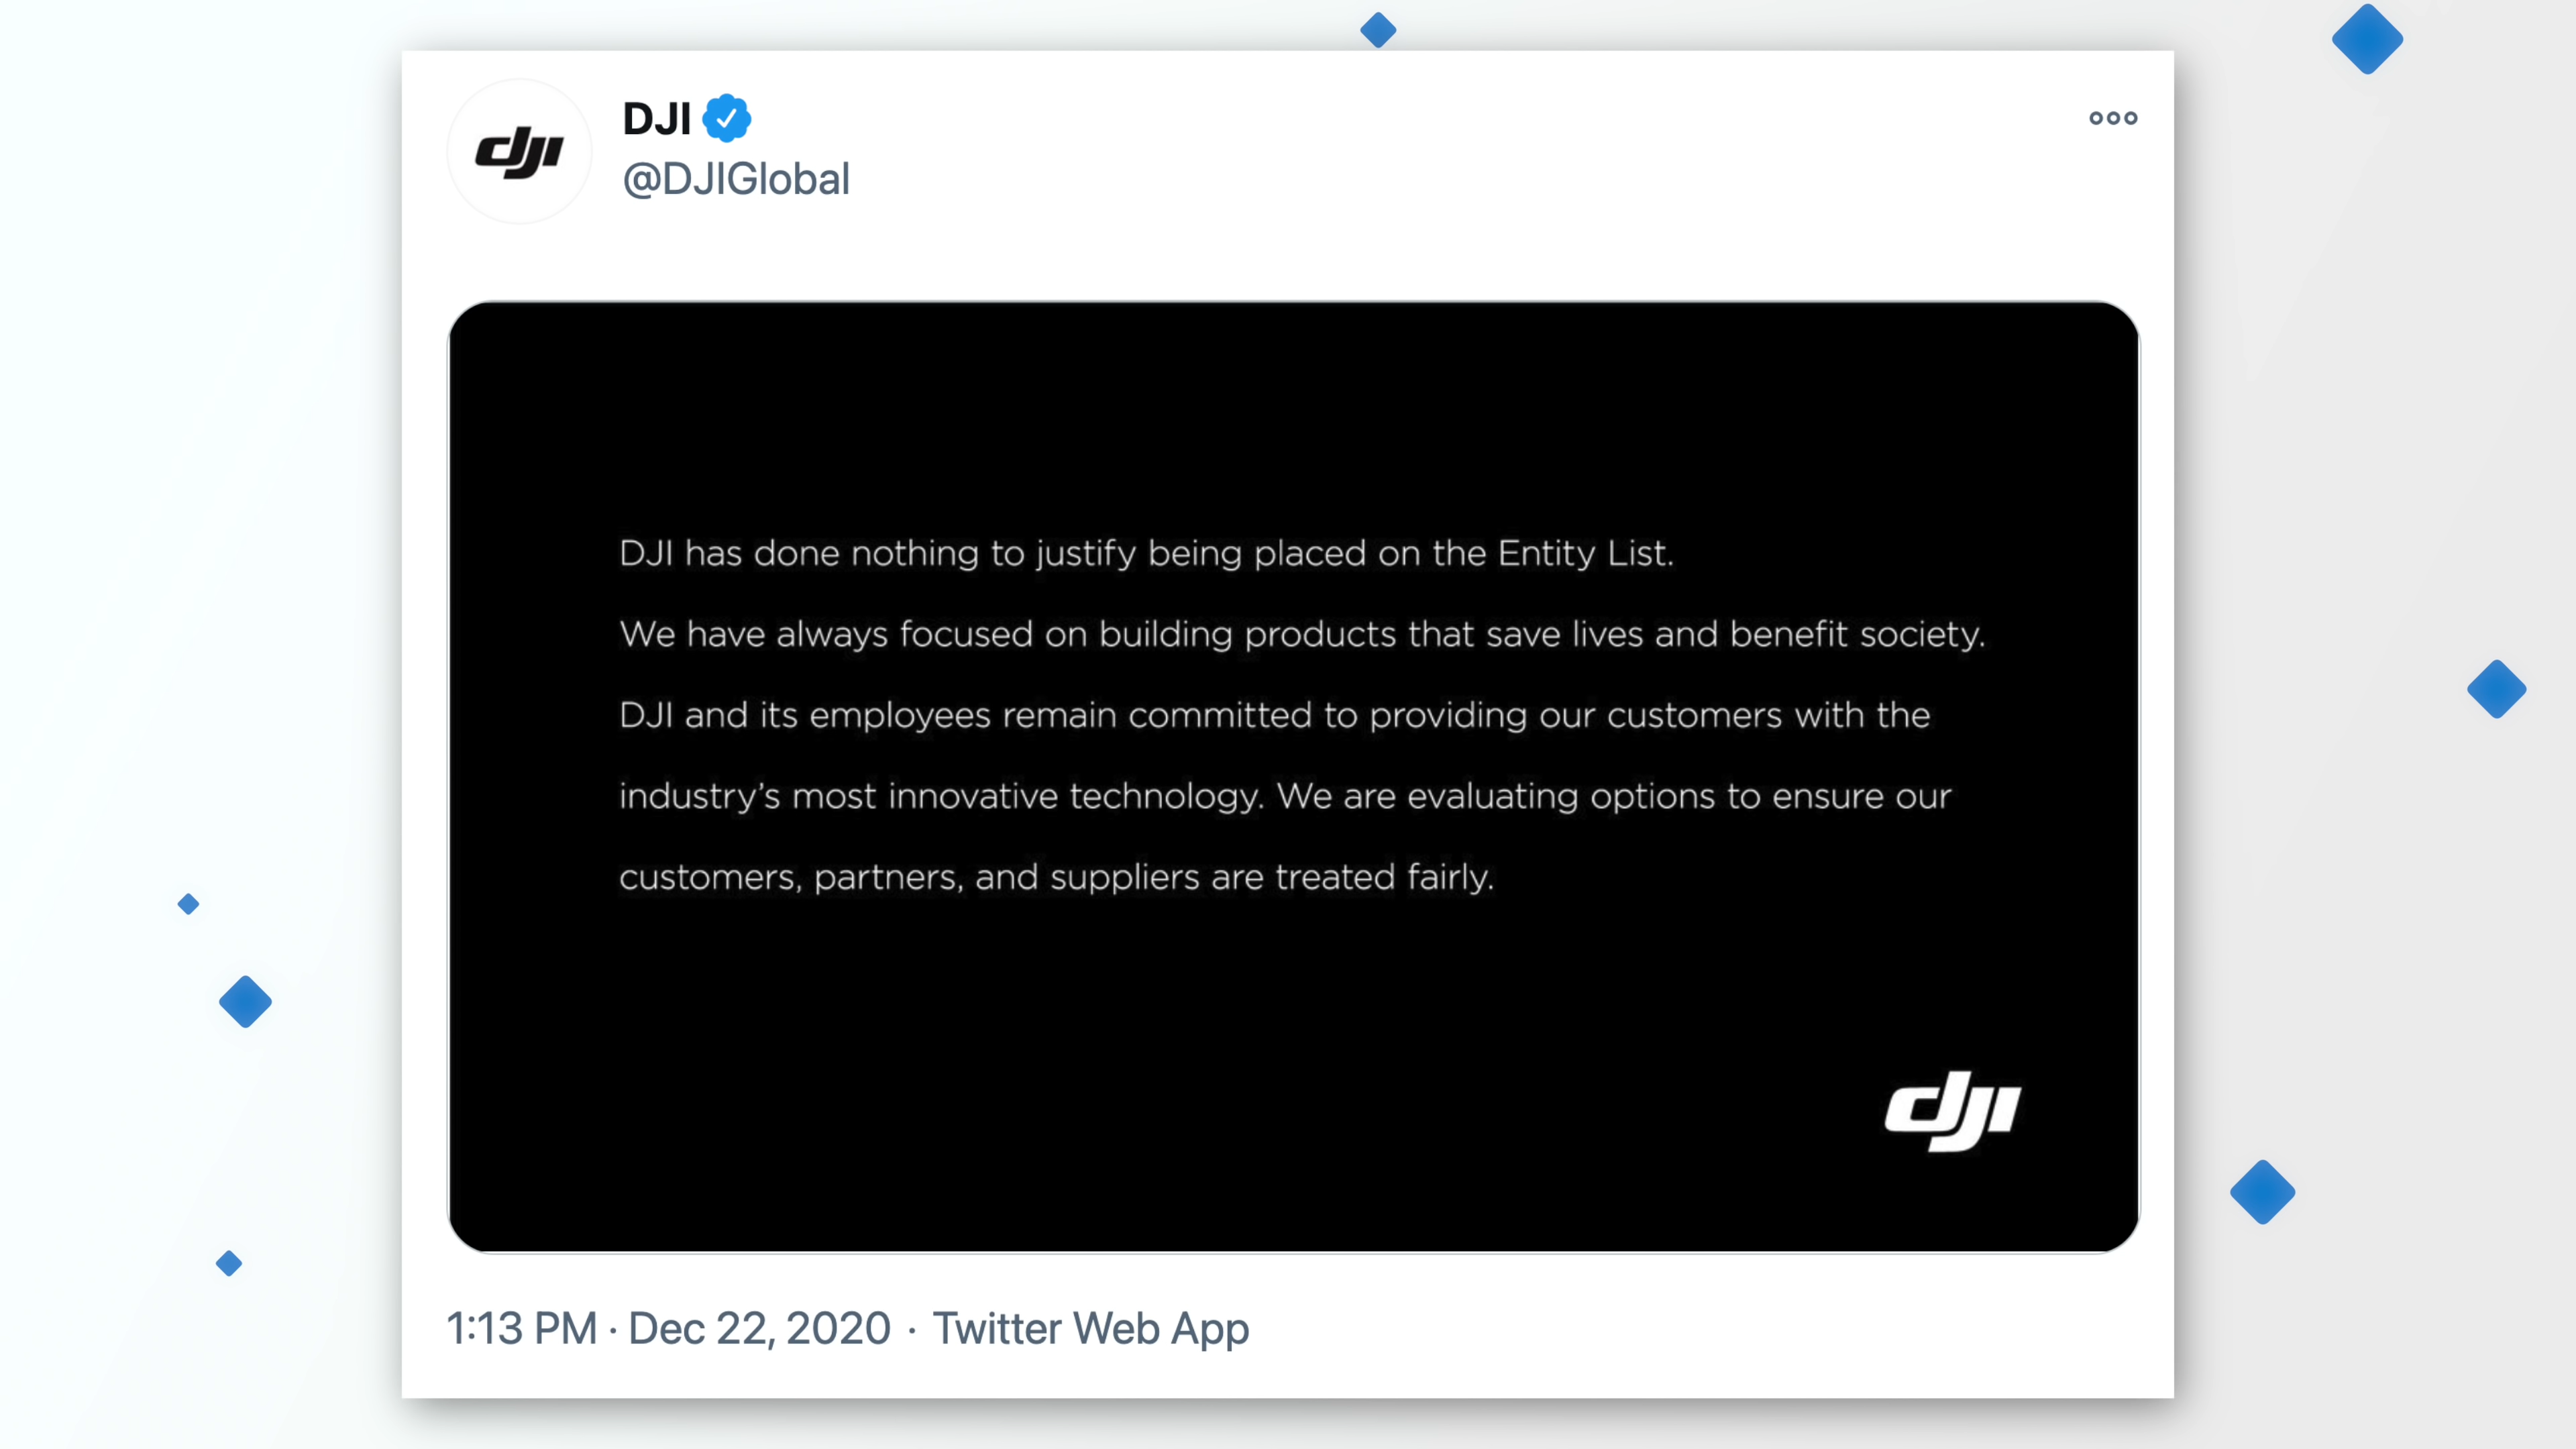 dji
DJI
@DJIGlobal
DJI has done nothing to justify being placed on the Entity List.
We have always focused on building products that save lives and benefit society.
DJI and its employees remain committed to providing our customers with the
industry’s most innovative technology. We are evaluating options to ensure our
customers, partners, and suppliers are treated fairly.
dji
1:13 PM · Dec 22, 2020 · Twitter Web App